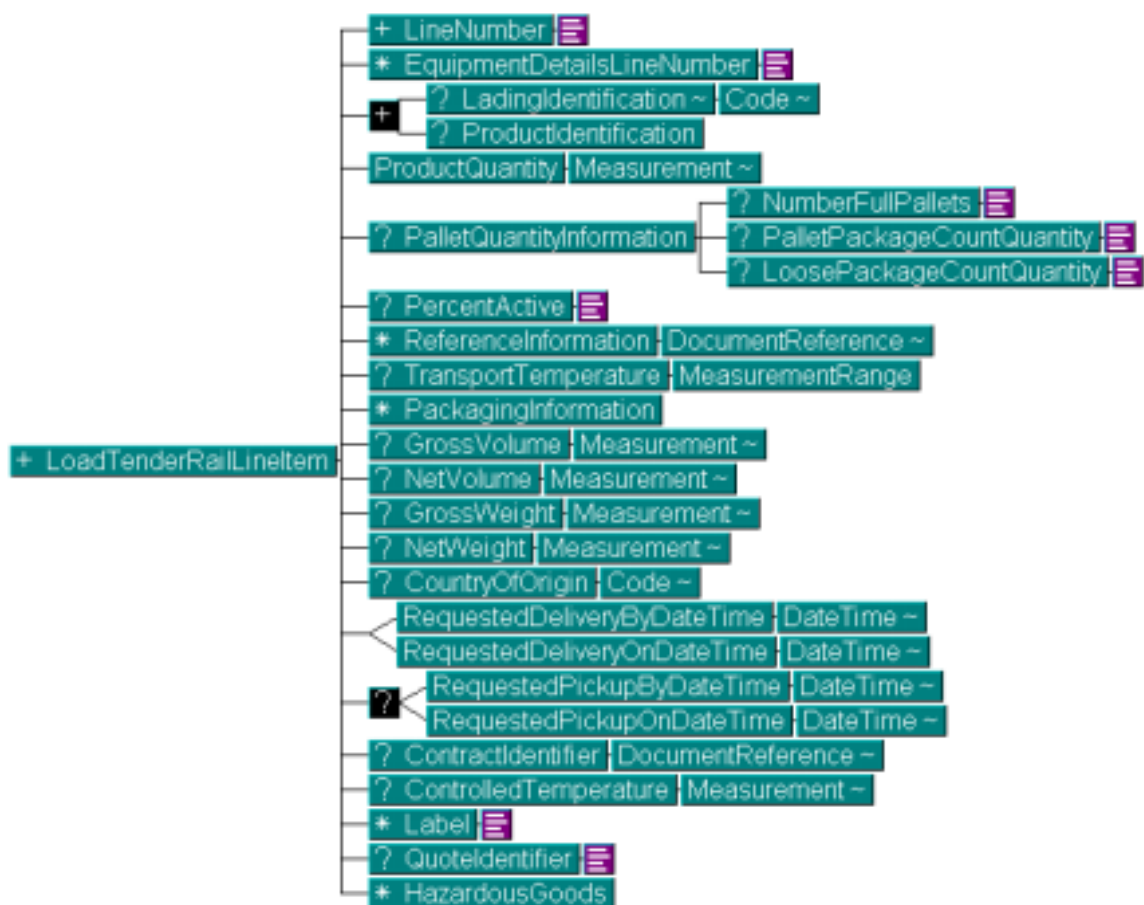 + LineNumber
* EquipmentDetailsLineNumber
+
? LadingIdentification ~ Code ~
? ProductIdentification
ProductQuantity Measurement ~
? NumberFullPallets
? PalletQuantityInformation ? PalletPackageCountQuantity
? LoosePackageCountQuantity
? PercentActive
* ReferenceInformation DocumentReference ~
? TransportTemperature MeasurementRange
* PackagingInformation
? GrossVolume Measurement ~
+ LoadTenderRailLineItem
? NetVolume Measurement ~
? GrossWeight Measurement ~
? NetWeight Measurement ~
? CountryOfOrigin Code ~
RequestedDeliveryByDateTime DateTime ~
RequestedDeliveryOnDateTime DateTime ~
?
RequestedPickupByDateTime DateTime ~
RequestedPickupOnDateTime DateTime ~
? ContractIdentifier DocumentReference ~
? ControlledTemperature Measurement ~
* Label
? QuoteIdentifier
* HazardousGoods